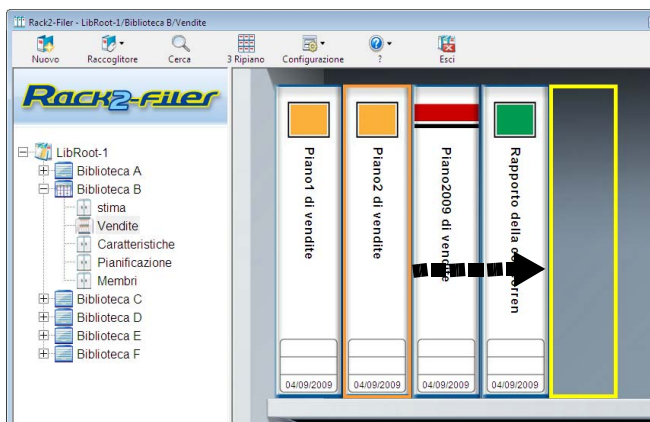 Rack2-Filer - LibRoot-1/Biblioteca B/Vendite
Nuovo Raccoglitore Cerca 3 Ripiano Configurazione ? Esci
Rack2-Filer
LibRoot-1
Biblioteca A
Biblioteca B
stima
Vendite
Caratteristiche
Pianificazione
Membri
Biblioteca C
Biblioteca D
Biblioteca E
Biblioteca F
Piano1 di vendite
Piano2 di vendite
Piano2009 di vendite
Rapporto della
04/09/2009 04/09/2009 04/09/2009 04/09/2009